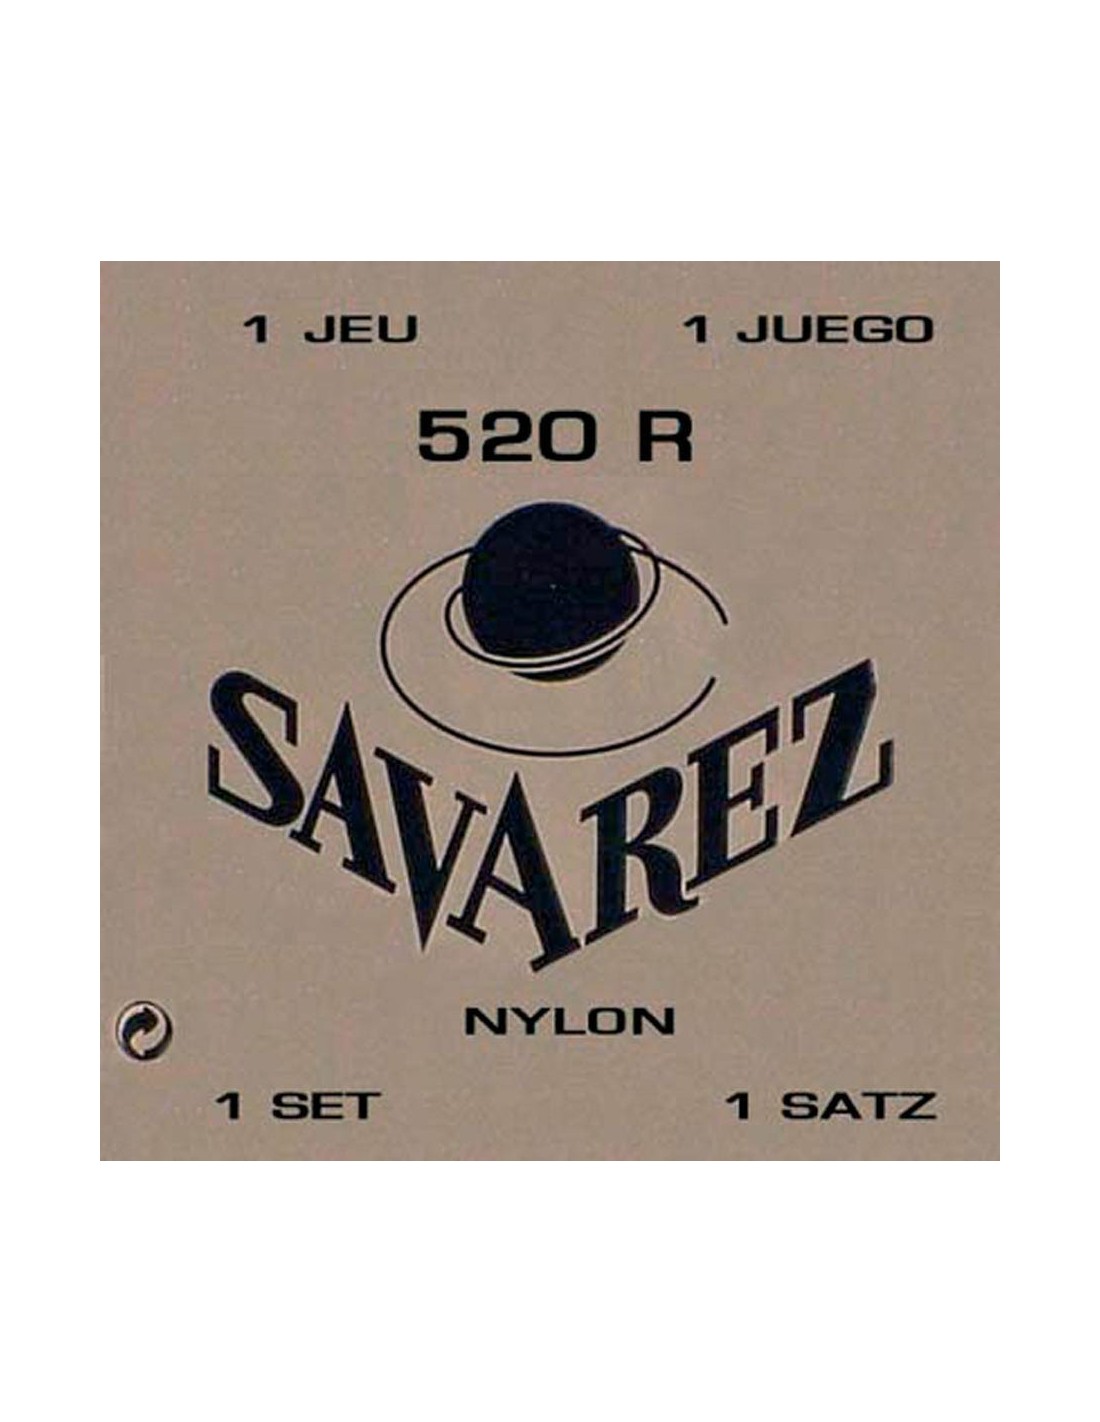 1 JEU 1 JUEGO
520 R
SAVAREZ
NYLON
1 SET 1 SATZ